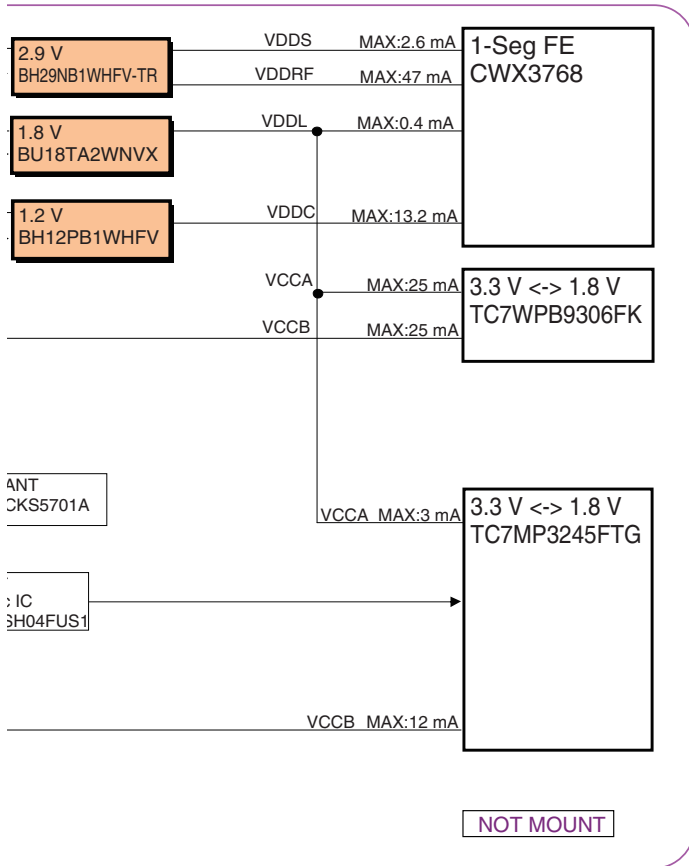 2.9 V
BH29NB1WHFV-TR
VDDS MAX:2.6 mA
VDDRF MAX:47 mA
1-Seg FE
CWX3768
1.8 V
BU18TA2WNVX
VDDL MAX:0.4 mA
1.2 V
BH12PB1WHFV
VDDC MAX:13.2 mA
VCCA MAX:25 mA
VCCB MAX:25 mA
3.3 V <-> 1.8 V
TC7WPB9306FK
ANT
CKS5701A
VCCA MAX:3 mA
3.3 V <-> 1.8 V
TC7MP3245FTG
IC
SH04FUS1
VCCB MAX:12 mA
NOT MOUNT